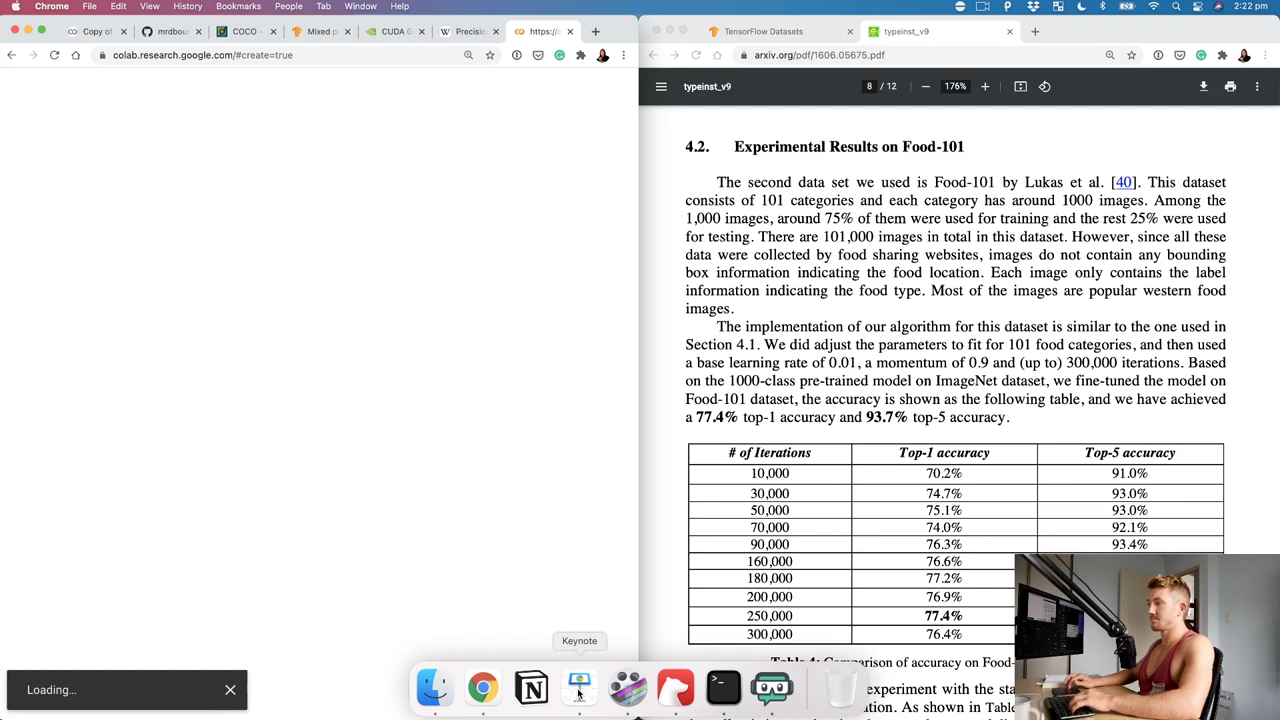 Chrome File Edit View History Bookmarks People Tab Window Help
2:22 pm
Copy of
mrdbou
COCO -
Mixed p
CUDA G
Precision
https://c
TensorFlow Datasets
typeinst_v9
colab.research.google.com/#create=true
arxiv.org/pdf/1606.05675.pdf
typeinst_v9
8 / 12
176%
4.2. Experimental Results on Food-101
The second data set we used is Food-101 by Lukas et al. [40]. This dataset
consists of 101 categories and each category has around 1000 images. Among the
1,000 images, around 75% of them were used for training and the rest 25% were used
for testing. There are 101,000 images in total in this dataset. However, since all these
data were collected by food sharing websites, images do not contain any bounding
box information indicating the food location. Each image only contains the label
information indicating the food type. Most of the images are popular western food
images.
The implementation of our algorithm for this dataset is similar to the one used in
Section 4.1. We did adjust the parameters to fit for 101 food categories, and then used
a base learning rate of 0.01, a momentum of 0.9 and (up to) 300,000 iterations. Based
on the 1000-class pre-trained model on ImageNet dataset, we fine-tuned the model on
Food-101 dataset, the accuracy is shown as the following table, and we have achieved
a 77.4% top-1 accuracy and 93.7% top-5 accuracy.
# of Iterations Top-1 accuracy Top-5 accuracy
10,000 70.2% 91.0%
30,000 74.7% 93.0%
50,000 75.1% 93.0%
70,000 74.0% 92.1%
90,000 76.3% 93.4%
160,000 76.6%
180,000 77.2%
200,000 76.9%
250,000 77.4%
300,000 76.4%
Keynote
Loading...
of accuracy on Food-
experiment with the sta
As shown in Table